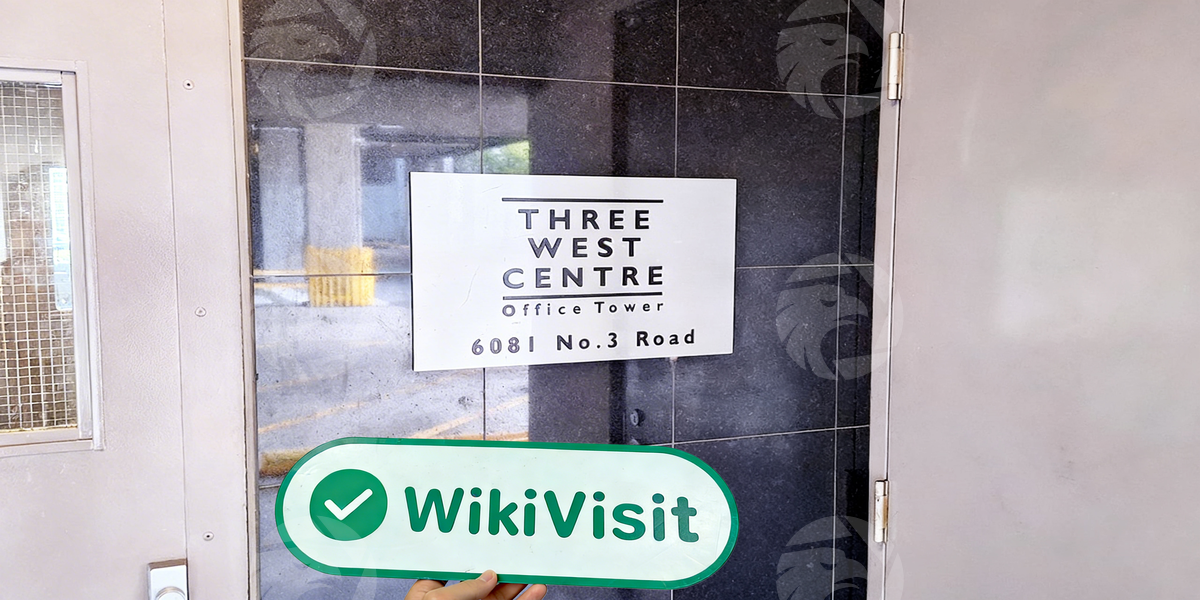 THREE
WEST
CENTRE
Office Tower
6081 No.3 Road
WikiVisit